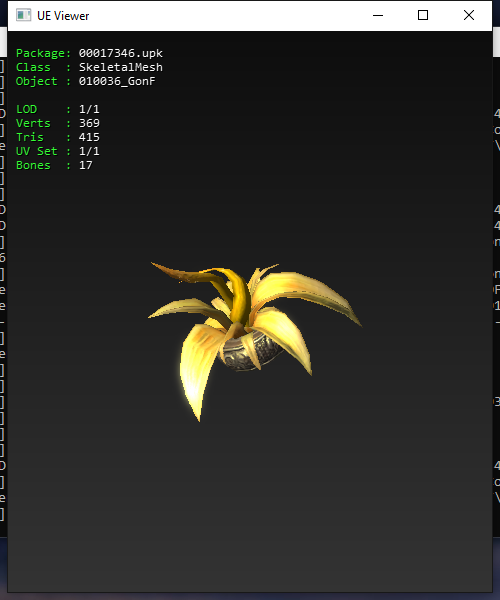 UE Viewer
Package: 00017346.upk
Class : SkeletalMesh
Object : 010036_GonF
LOD : 1/1
Verts : 369
Tris : 415
UV Set : 1/1
Bones : 17